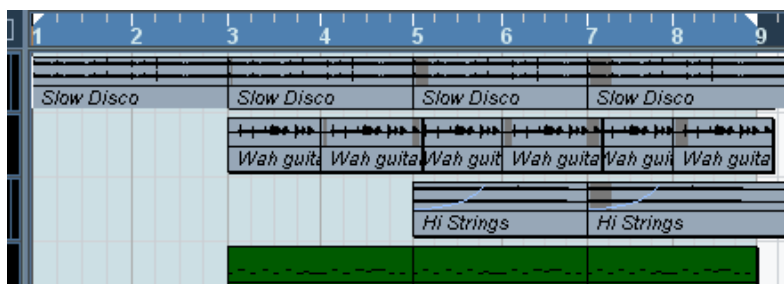 1 2 3 4 5 6 7 8 9
Slow Disco Slow Disco Slow Disco Slow Disco
Wah guita Wah guita Wah guit Wah guita Wah guit Wah guita
Hi Strings Hi Strings